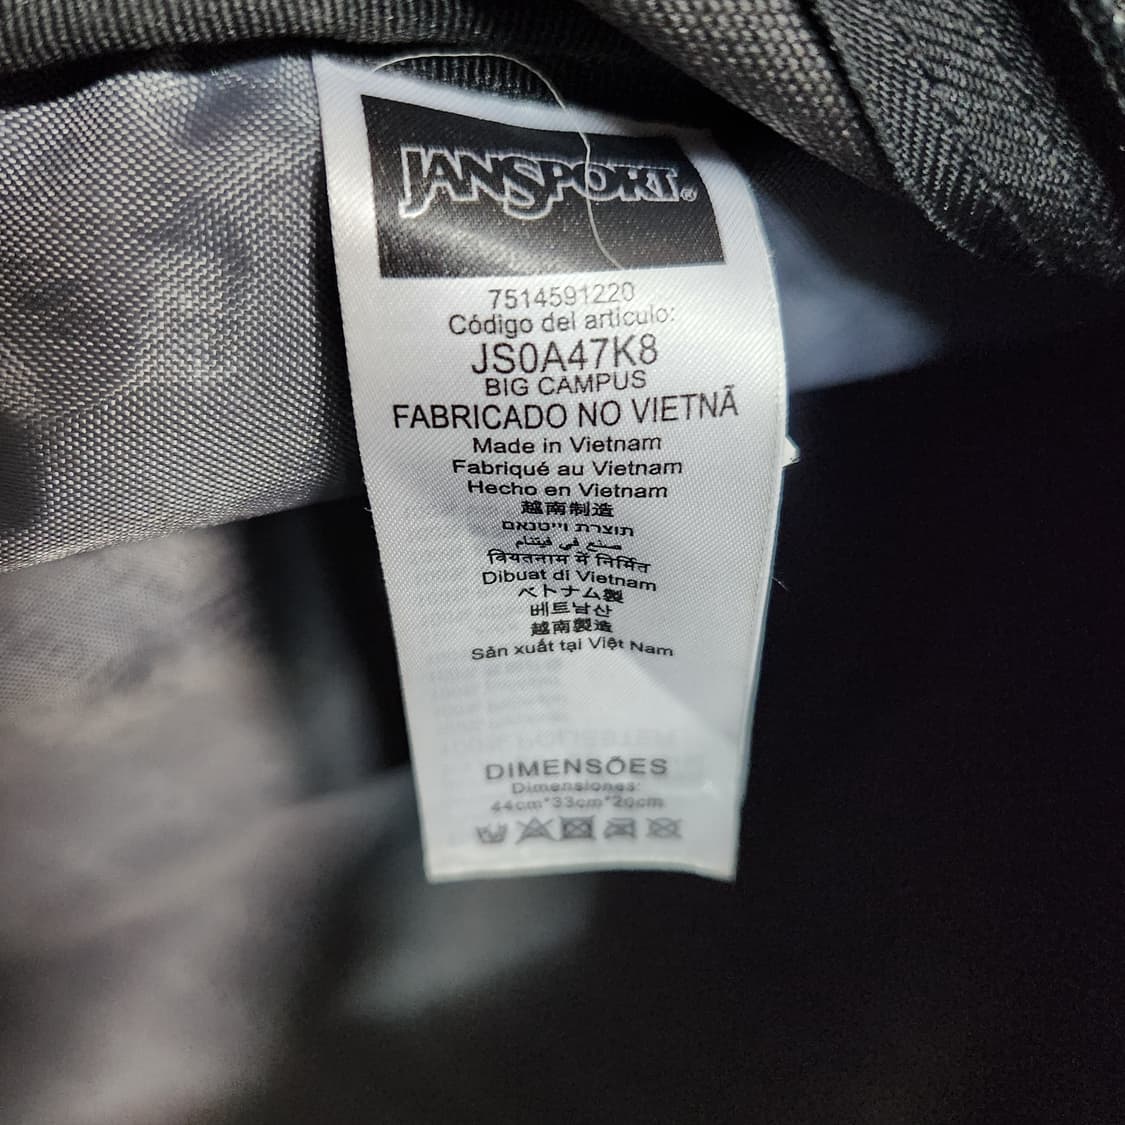 JANSPORT®
7514591220
Código del articulo:
JS0A47K8
BIG CAMPUS
FABRICADO NO VIETNÃ
Made in Vietnam
Fabriqué au Vietnam
Hecho en Vietnam
越南制造
תוצרת וייטנאם
صنع في فيتنام
वियतनाम में निर्मित
Dibuat di Vietnam
ベトナム製
베트남산
越南製造
Sản xuất tại Việt Nam
DIMENSÕES
Dimensiones:
44cm*33cm*20cm